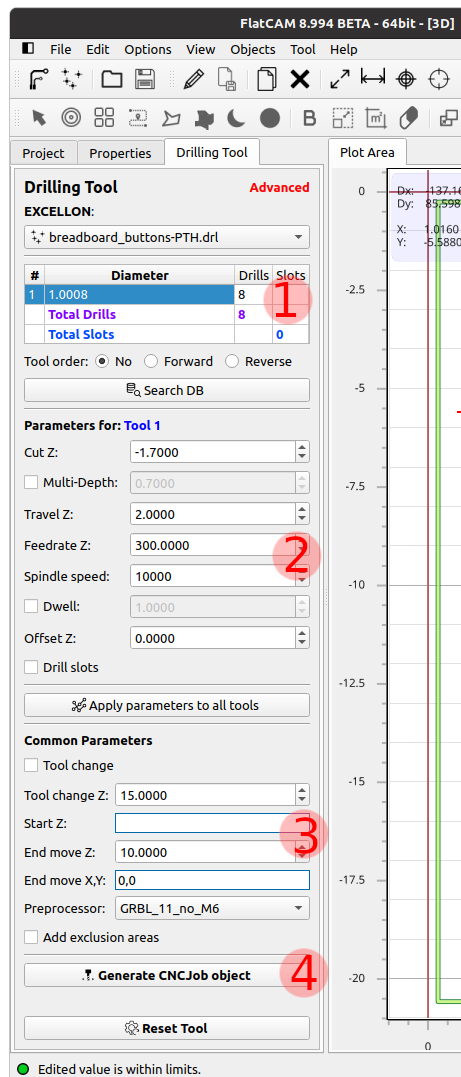 FlatCAM 8.994 BETA - 64bit - [3D]
File Edit Options View Objects Tool Help
B
Project Properties Drilling Tool Plot Area
Drilling Tool Advanced
EXCELLON:
breadboard_buttons-PTH.drl
# Diameter Drills Slots
1 1.0008 8
Total Drills 8
Total Slots 0
1
Tool order: No Forward Reverse
Search DB
Parameters for: Tool 1
Cut Z: -1.7000
Multi-Depth: 0.7000
Travel Z: 2.0000
Feedrate Z: 300.0000
2
Spindle speed: 10000
Dwell: 1.0000
Offset Z: 0.0000
Drill slots
Apply parameters to all tools
Common Parameters
Tool change
Tool change Z: 15.0000
Start Z:
3
End move Z: 10.0000
End move X,Y: 0,0
Preprocessor: GRBL_11_no_M6
Add exclusion areas
Generate CNCJob object
4
Reset Tool
Edited value is within limits.
Dy: 85.598
X: 1.0160
Y: -5.5880
0
-2.5
-5
-7.5
-10
-12.5
-15
-17.5
-20
0